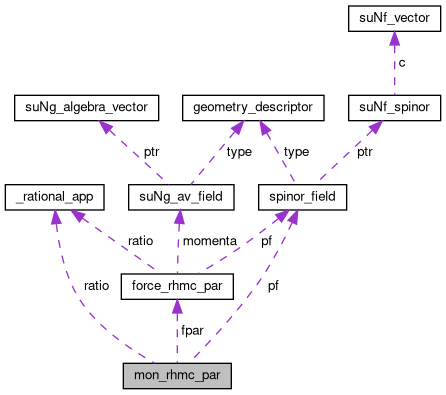 suNf_vector
c
suNg_algebra_vector
geometry_descriptor
suNf_spinor
ptr
type
type
ptr
_rational_app
suNg_av_field
spinor_field
ratio
momenta
pf
ratio
force_rhmc_par
pf
fpar
mon_rhmc_par